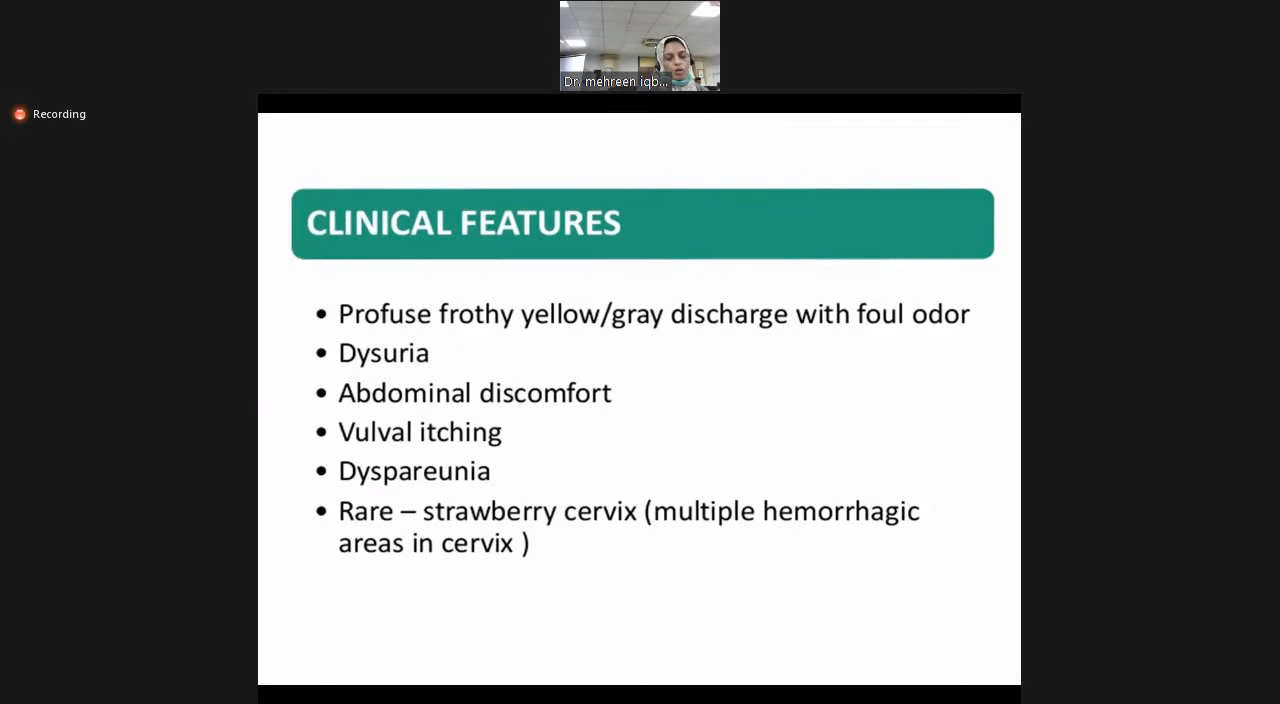 Dr. mehreen iqb...
Recording
CLINICAL FEATURES
• Profuse frothy yellow/gray discharge with foul odor
• Dysuria
• Abdominal discomfort
• Vulval itching
• Dyspareunia
• Rare – strawberry cervix (multiple hemorrhagic
areas in cervix )